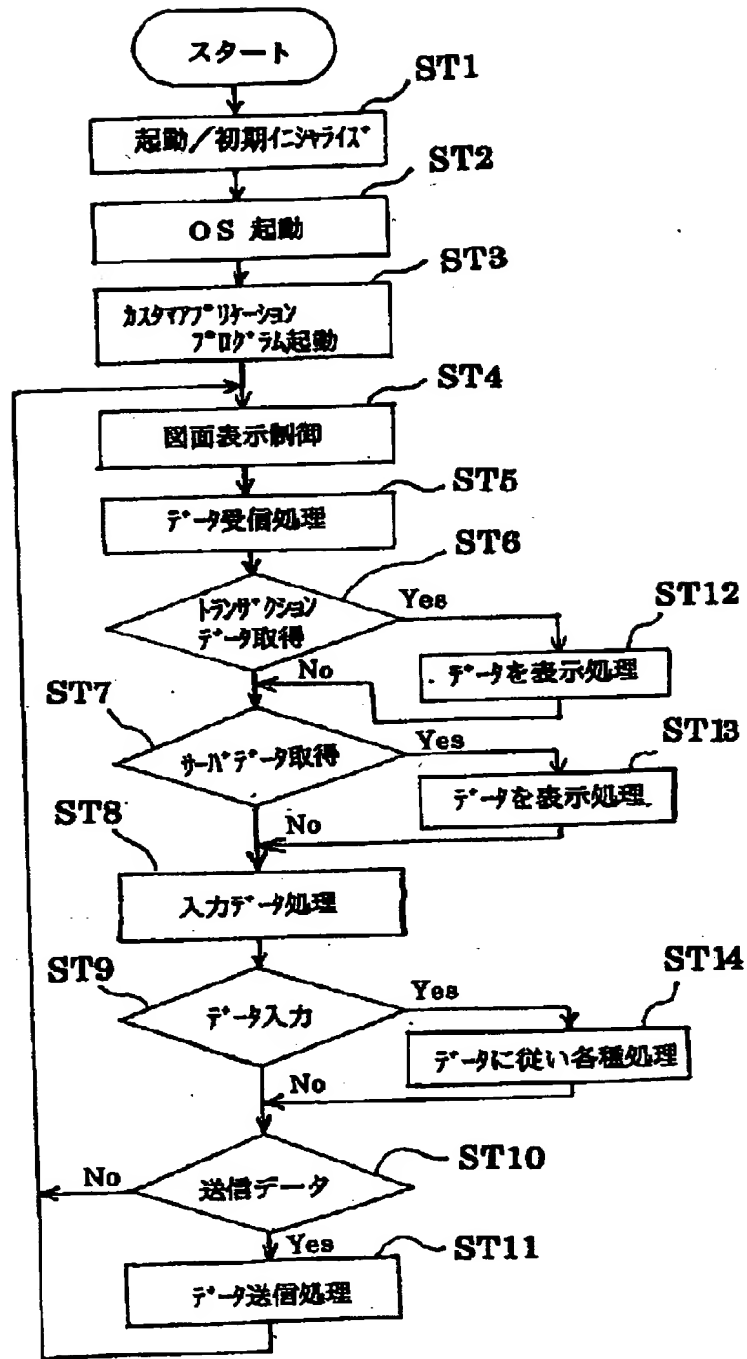 スタート
ST1
起動/初期イニシャライズ
ST2
OS 起動
ST3
カスタマアプリケーション
プログラム起動
ST4
図面表示制御
ST5
データ受信処理
ST6
トランザクション
データ取得
Yes
ST12
データを表示処理
No
ST7
サーバデータ取得
Yes
ST13
データを表示処理
No
ST8
入力データ処理
ST9
データ入力
Yes
ST14
データに従い各種処理
No
送信データ
ST10
No
Yes
ST11
データ送信処理